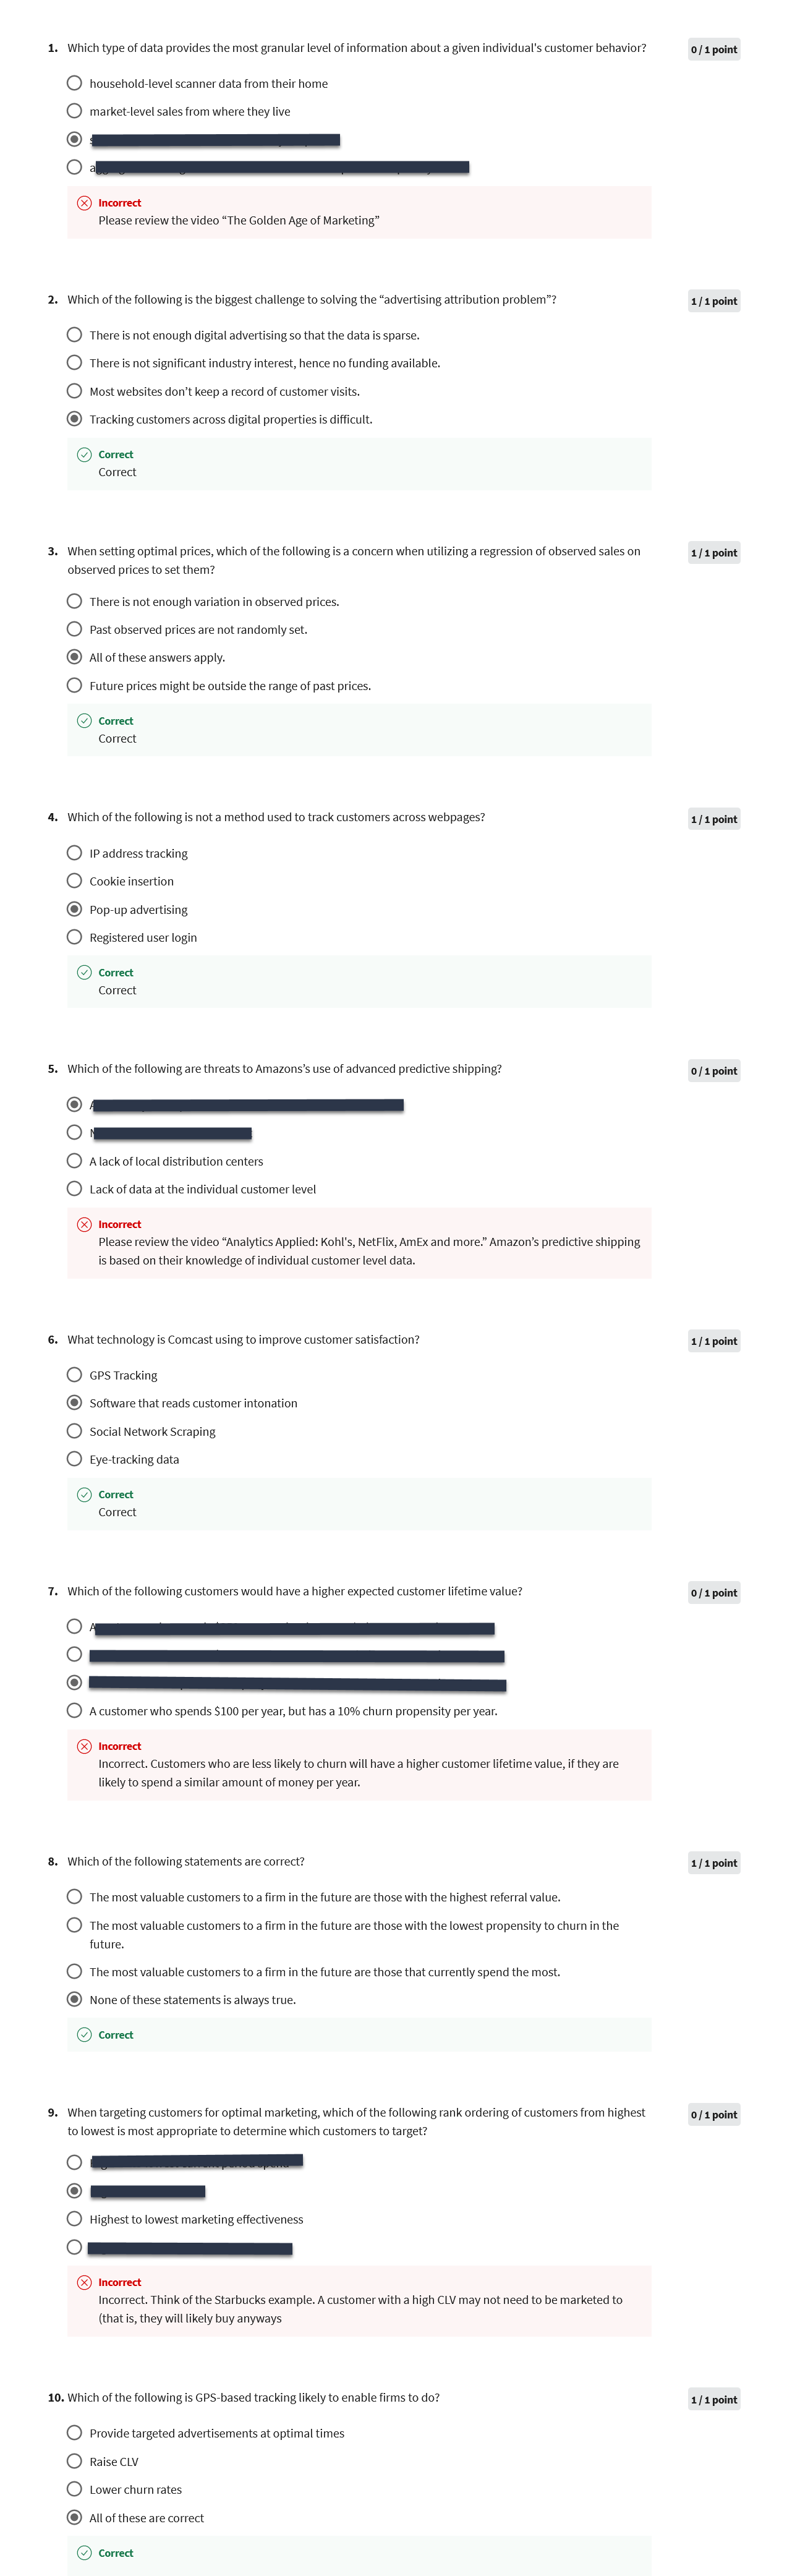 1. Which type of data provides the most granular level of information about a given individual's customer behavior?
0 / 1 point
household-level scanner data from their home
market-level sales from where they live
Incorrect
Please review the video “The Golden Age of Marketing”
2. Which of the following is the biggest challenge to solving the “advertising attribution problem”?
1 / 1 point
There is not enough digital advertising so that the data is sparse.
There is not significant industry interest, hence no funding available.
Most websites don’t keep a record of customer visits.
Tracking customers across digital properties is difficult.
Correct
Correct
3. When setting optimal prices, which of the following is a concern when utilizing a regression of observed sales on
observed prices to set them?
1 / 1 point
There is not enough variation in observed prices.
Past observed prices are not randomly set.
All of these answers apply.
Future prices might be outside the range of past prices.
Correct
Correct
4. Which of the following is not a method used to track customers across webpages?
1 / 1 point
IP address tracking
Cookie insertion
Pop-up advertising
Registered user login
Correct
Correct
5. Which of the following are threats to Amazons’s use of advanced predictive shipping?
0 / 1 point
A lack of local distribution centers
Lack of data at the individual customer level
Incorrect
Please review the video “Analytics Applied: Kohl's, NetFlix, AmEx and more.” Amazon’s predictive shipping
is based on their knowledge of individual customer level data.
6. What technology is Comcast using to improve customer satisfaction?
1 / 1 point
GPS Tracking
Software that reads customer intonation
Social Network Scraping
Eye-tracking data
Correct
Correct
7. Which of the following customers would have a higher expected customer lifetime value?
0 / 1 point
A customer who spends $100 per year, but has a 10% churn propensity per year.
Incorrect
Incorrect. Customers who are less likely to churn will have a higher customer lifetime value, if they are
likely to spend a similar amount of money per year.
8. Which of the following statements are correct?
1 / 1 point
The most valuable customers to a firm in the future are those with the highest referral value.
The most valuable customers to a firm in the future are those with the lowest propensity to churn in the
future.
The most valuable customers to a firm in the future are those that currently spend the most.
None of these statements is always true.
Correct
9. When targeting customers for optimal marketing, which of the following rank ordering of customers from highest
to lowest is most appropriate to determine which customers to target?
0 / 1 point
Highest to lowest marketing effectiveness
Incorrect
Incorrect. Think of the Starbucks example. A customer with a high CLV may not need to be marketed to
(that is, they will likely buy anyways
10. Which of the following is GPS-based tracking likely to enable firms to do?
1 / 1 point
Provide targeted advertisements at optimal times
Raise CLV
Lower churn rates
All of these are correct
Correct